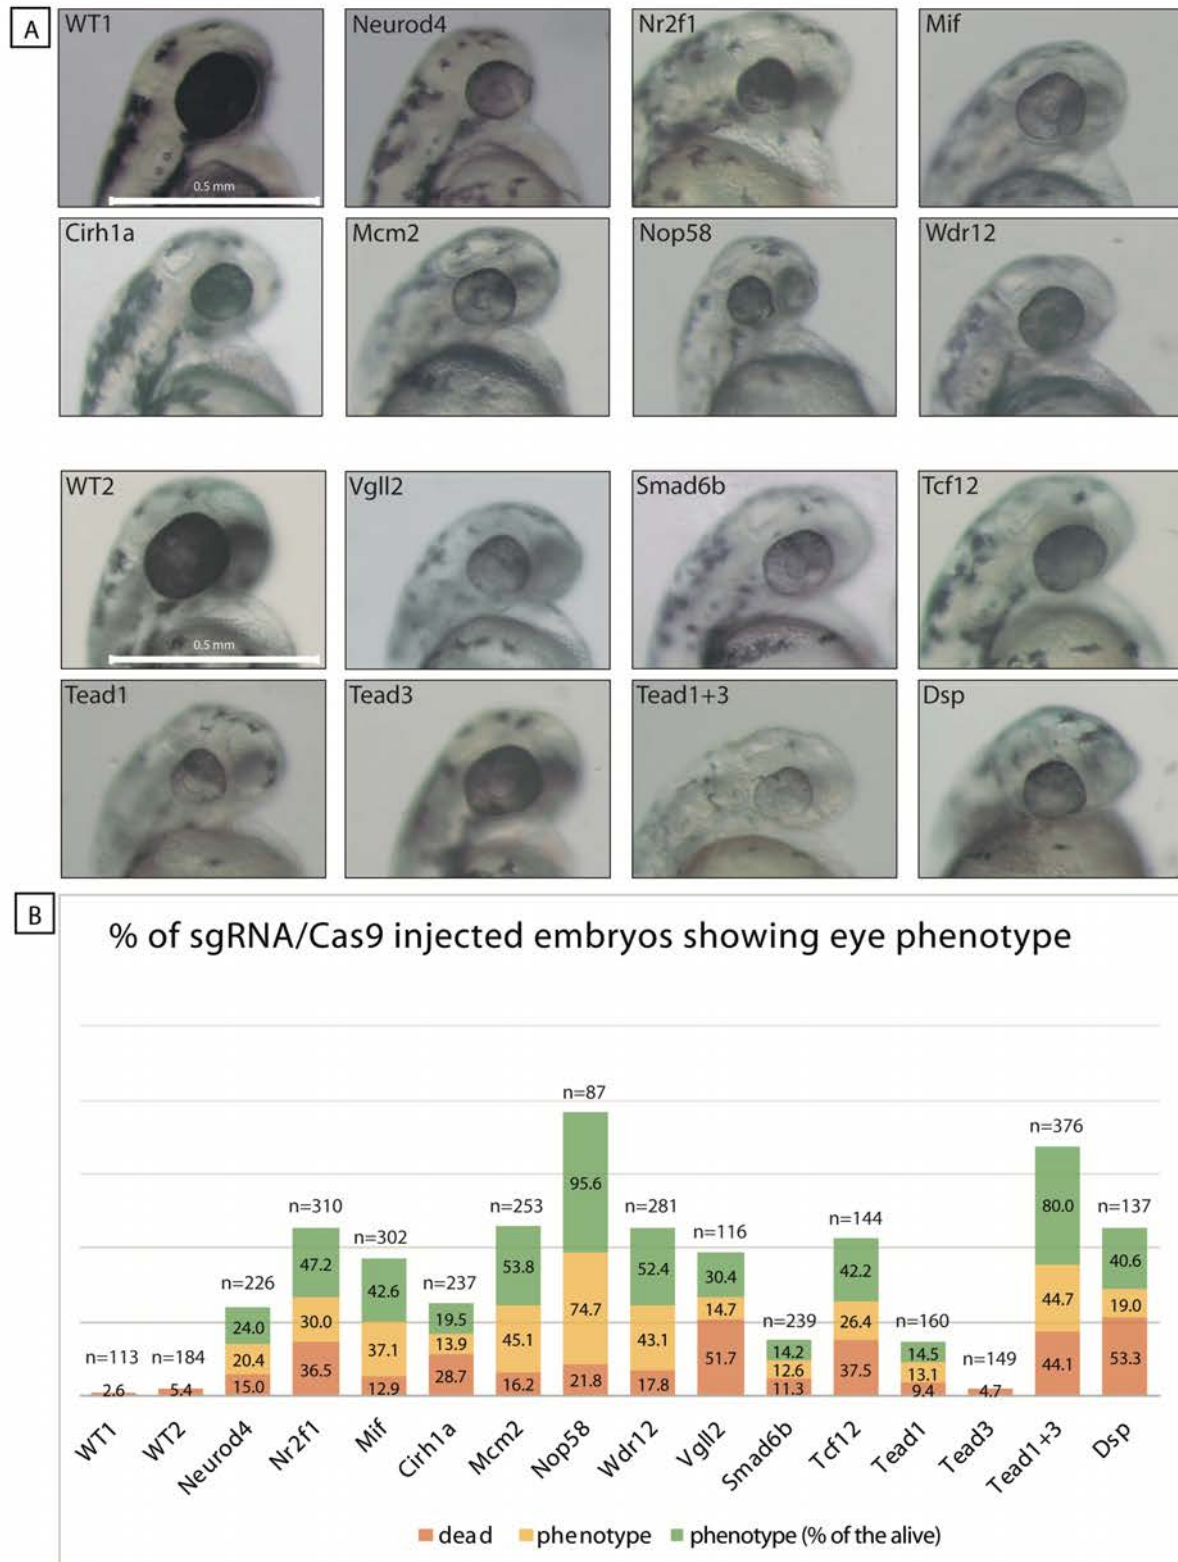 A
WT1
Neurod4
Nr2f1
Mif
0.5 mm
Cirh1a
Mcm2
Nop58
Wdr12
WT2
Vgll2
Smad6b
Tcf12
0.5 mm
Tead1
Tead3
Tead1+3
Dsp
B
% of sgRNA/Cas9 injected embryos showing eye phenotype
n=113
2.6
WT1
n=184
5.4
WT2
n=226
24.0
20.4
15.0
Neurod4
n=310
47.2
30.0
36.5
Nr2f1
n=302
42.6
37.1
12.9
Mif
n=237
19.5
13.9
28.7
Cirh1a
n=253
53.8
45.1
16.2
Mcm2
n=87
95.6
74.7
21.8
Nop58
n=281
52.4
43.1
17.8
Wdr12
n=116
30.4
14.7
51.7
Vgll2
n=239
14.2
12.6
11.3
Smad6b
n=144
42.2
26.4
37.5
Tcf12
n=160
14.5
13.1
9.4
Tead1
n=149
4.7
Tead3
n=376
80.0
44.7
44.1
Tead1+3
n=137
40.6
19.0
53.3
Dsp
dead
phenotype
phenotype (% of the alive)